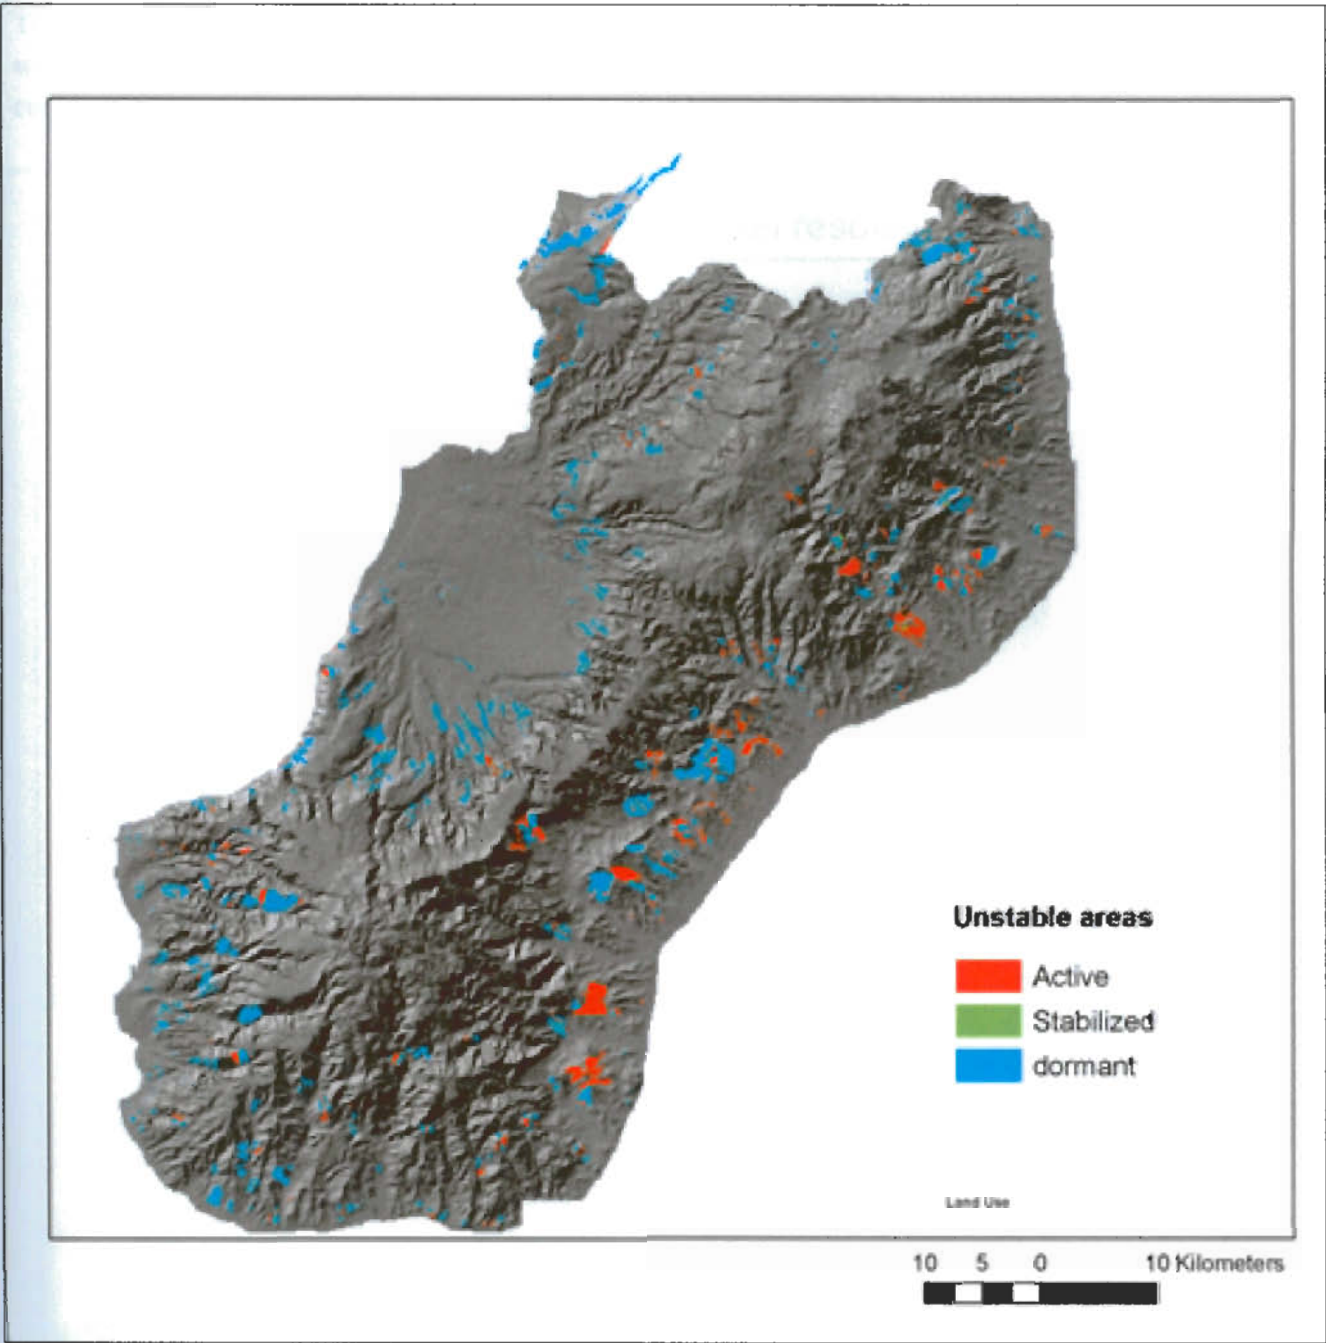 Unstable areas
Active
Stabilized
dormant
Land Use
10 5 0 10 Kilometers